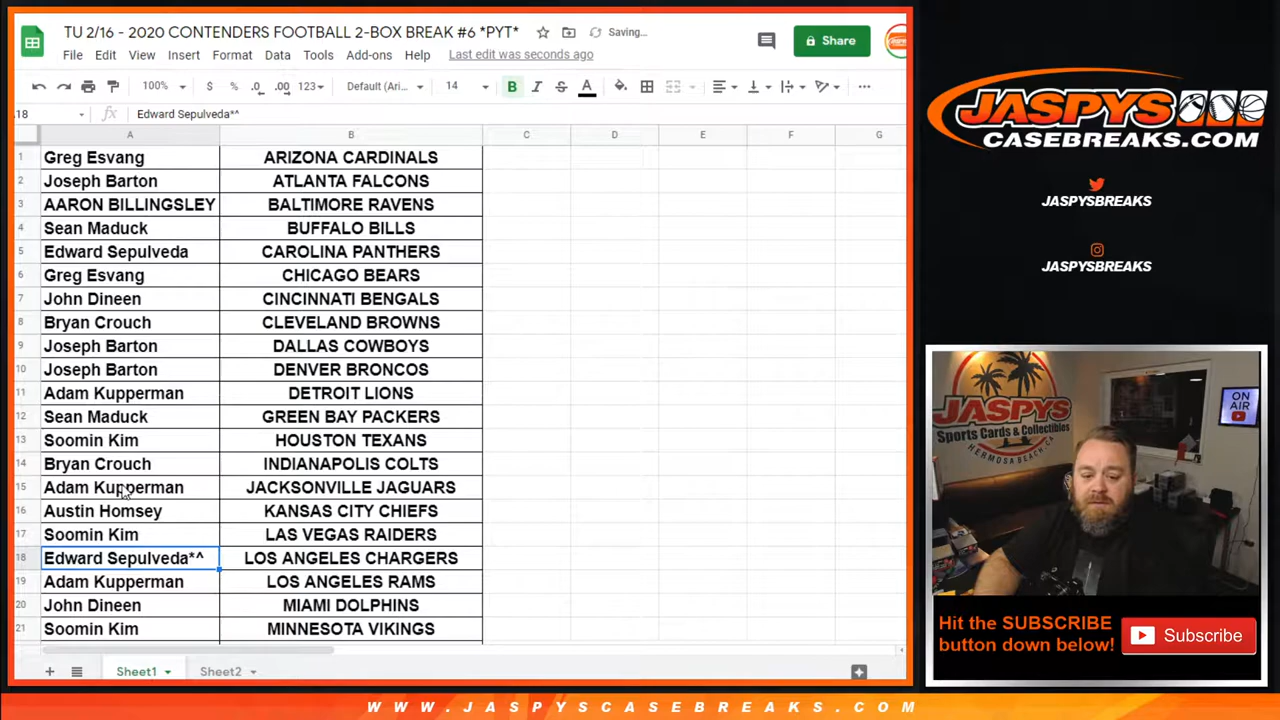 TU 2/16 - 2020 CONTENDERS FOOTBALL 2-BOX BREAK #6 *PYT*
Saving...
File Edit View Insert Format Data Tools Add-ons Help Last edit was seconds ago
Share
100% $ % .0 .00 123 Default (Ari... 14 B I S A
18 fx Edward Sepulveda*^
A B C D E F G
1 Greg Esvang ARIZONA CARDINALS
2 Joseph Barton ATLANTA FALCONS
3 AARON BILLINGSLEY BALTIMORE RAVENS
4 Sean Maduck BUFFALO BILLS
5 Edward Sepulveda CAROLINA PANTHERS
6 Greg Esvang CHICAGO BEARS
7 John Dineen CINCINNATI BENGALS
8 Bryan Crouch CLEVELAND BROWNS
9 Joseph Barton DALLAS COWBOYS
10 Joseph Barton DENVER BRONCOS
11 Adam Kupperman DETROIT LIONS
12 Sean Maduck GREEN BAY PACKERS
13 Soomin Kim HOUSTON TEXANS
14 Bryan Crouch INDIANAPOLIS COLTS
15 Adam Kupperman JACKSONVILLE JAGUARS
16 Austin Homsey KANSAS CITY CHIEFS
17 Soomin Kim LAS VEGAS RAIDERS
18 Edward Sepulveda*^ LOS ANGELES CHARGERS
19 Adam Kupperman LOS ANGELES RAMS
20 John Dineen MIAMI DOLPHINS
21 Soomin Kim MINNESOTA VIKINGS
Sheet1 Sheet2
JASPYS
CASEBREAKS.COM
JASPYSBREAKS
JASPYSBREAKS
JASPYS
Sports Cards & Collectibles
HERMOSA BEACH, CA
ON
AIR
Hit the SUBSCRIBE
button down below!
Subscribe
WWW.JASPYSCASEBREAKS.COM